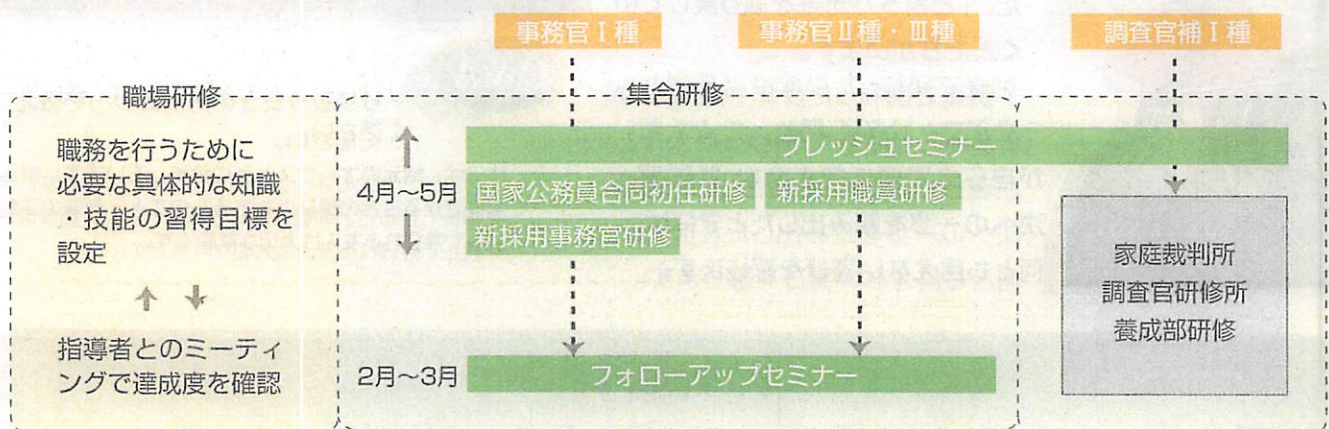 事務官Ⅰ種
事務官Ⅱ種・Ⅲ種
調査官補Ⅰ種
職場研修
集合研修
職務を行うために
必要な具体的な知識
・技能の習得目標を
設定
指導者とのミーティ
ングで達成度を確認
フレッシュセミナー
4月〜5月
国家公務員合同初任研修
新採用職員研修
新採用事務官研修
2月〜3月
フォローアップセミナー
家庭裁判所
調査官研修所
養成部研修